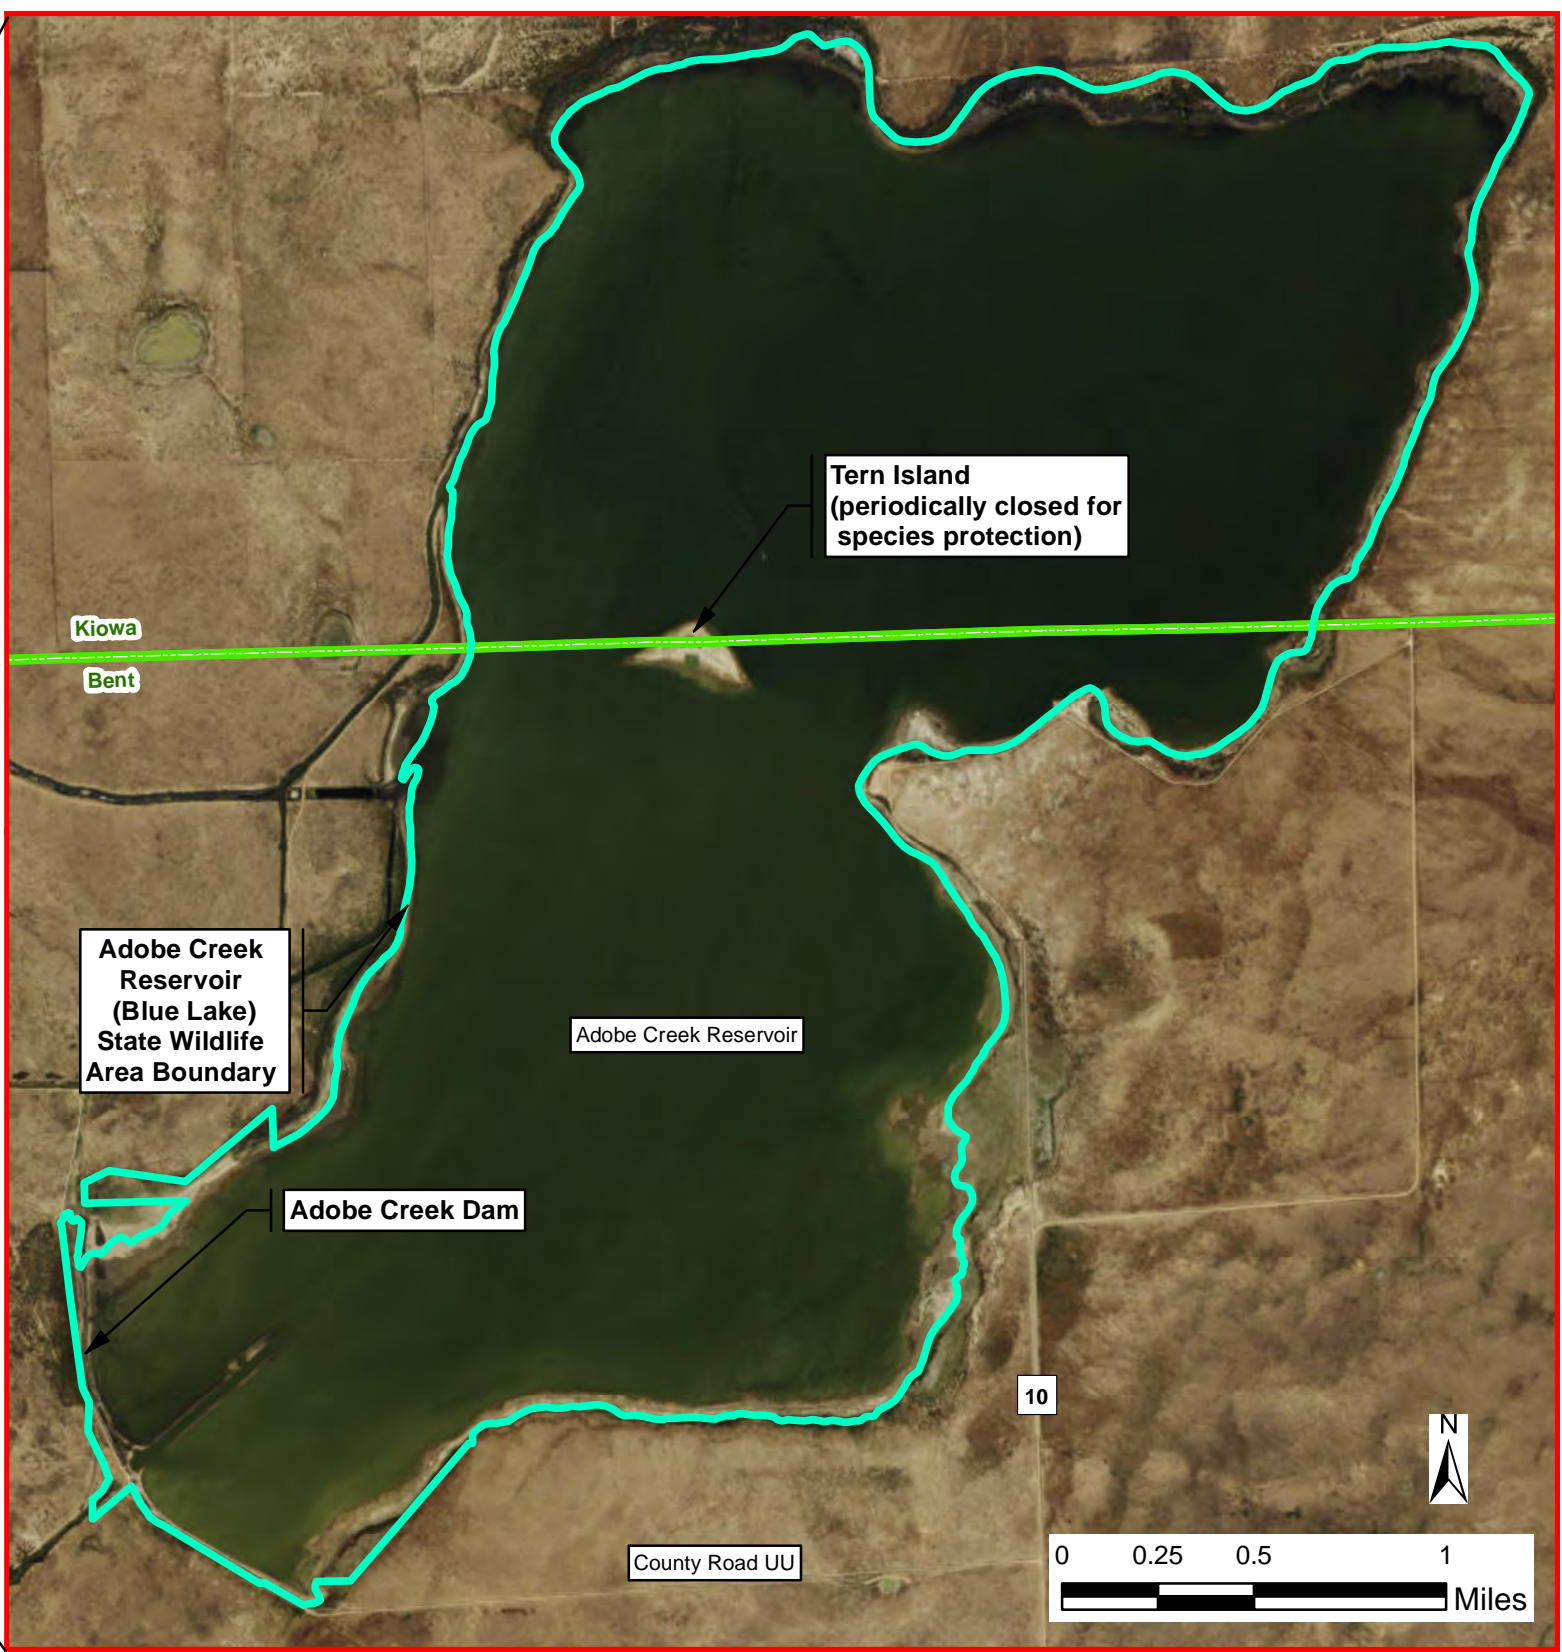 Tern Island
(periodically closed for
species protection)
Kiowa
Bent
Adobe Creek
Reservoir
(Blue Lake)
State Wildlife
Area Boundary
Adobe Creek Reservoir
Adobe Creek Dam
10
N
County Road UU
0 0.25 0.5 1
Miles